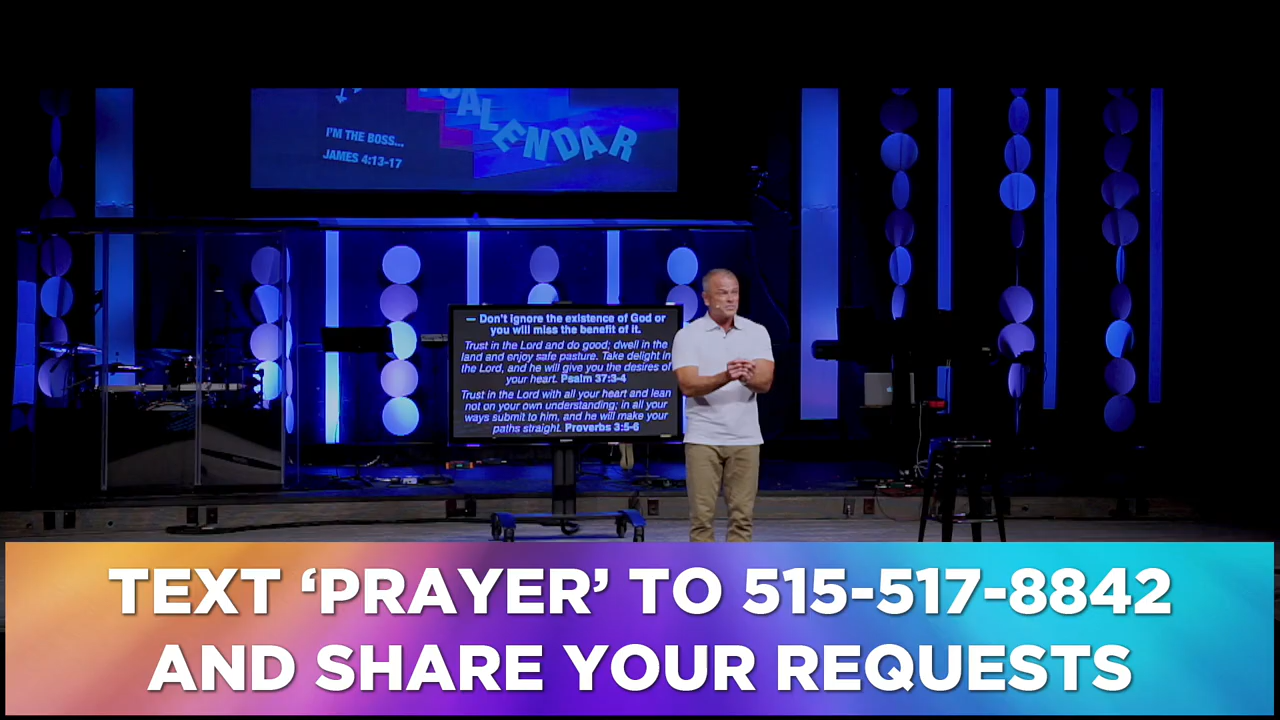 CALENDAR
I'M THE BOSS...
JAMES 4:13-17
— Don't ignore the existence of God or
you will miss the benefit of it.
Trust in the Lord and do good; dwell in the
land and enjoy safe pasture. Take delight in
the Lord, and he will give you the desires of
your heart. Psalm 37:3-4
Trust in the Lord with all your heart and lean
not on your own understanding; in all your
ways submit to him, and he will make your
paths straight. Proverbs 3:5-6
TEXT ‘PRAYER’ TO 515-517-8842
AND SHARE YOUR REQUESTS